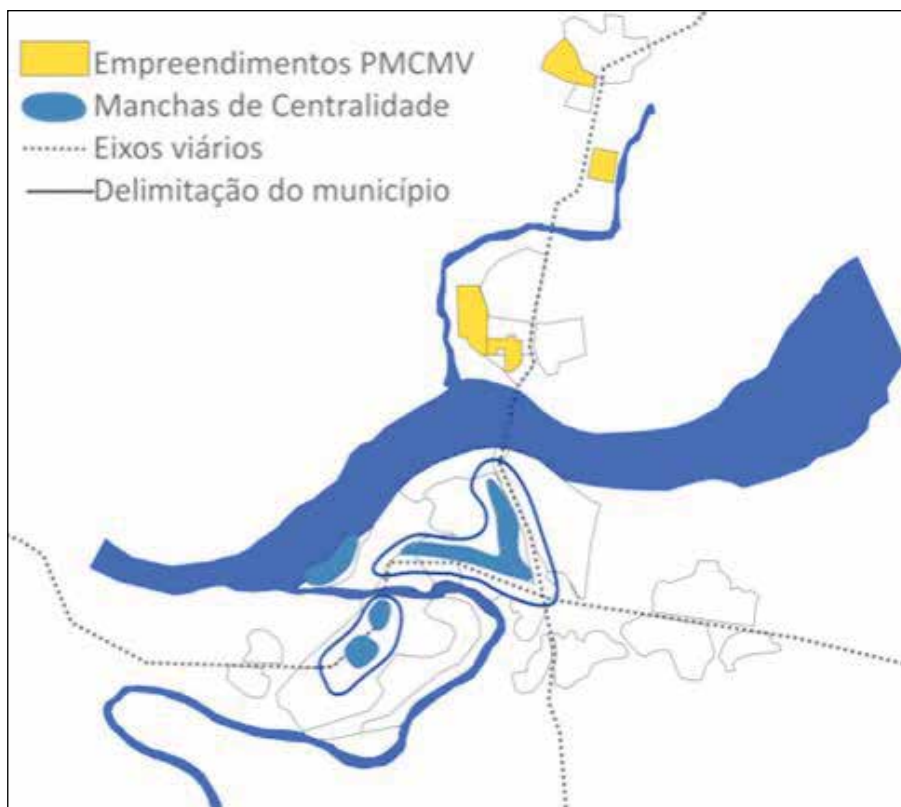 Empreendimentos PMCMV
Manchas de Centralidade
Eixos viários
Delimitação do município